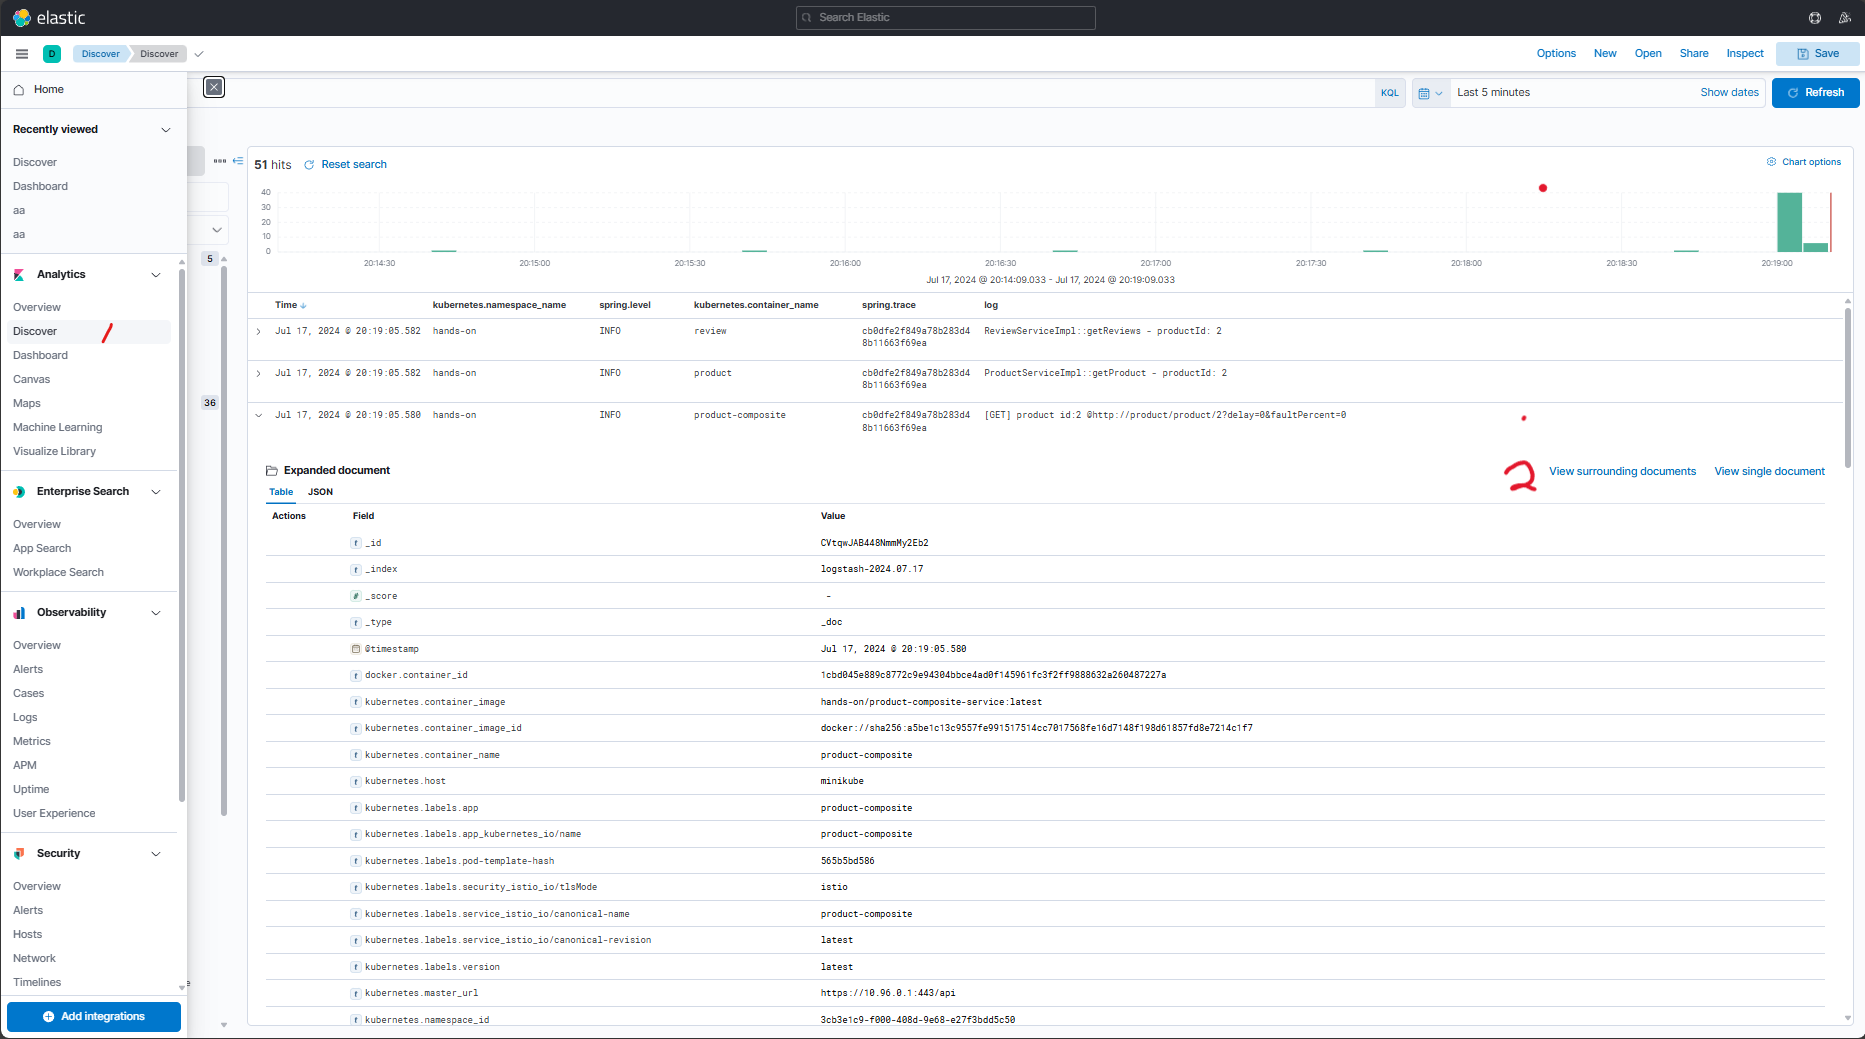 elastic
Search Elastic
D Discover Discover
Options New Open Share Inspect Save
Home
KQL Last 5 minutes Show dates Refresh
Recently viewed
Discover
Dashboard
aa
aa
Analytics
Overview
Discover
Dashboard
Canvas
Maps
Machine Learning
Visualize Library
Enterprise Search
Overview
App Search
Workplace Search
Observability
Overview
Alerts
Cases
Logs
Metrics
APM
Uptime
User Experience
Security
Overview
Alerts
Hosts
Network
Timelines
Add integrations
5
36
51 hits Reset search
Chart options
40
30
20
10
0
20:14:30 20:15:00 20:15:30 20:16:00 20:16:30 20:17:00 20:17:30 20:18:00 20:18:30 20:19:00
Jul 17, 2024 @ 20:14:09.033 - Jul 17, 2024 @ 20:19:09.033
Time kubernetes.namespace_name spring.level kubernetes.container_name spring.trace log
Jul 17, 2024 @ 20:19:05.582 hands-on INFO review cb0dfe2f849a78b283d4 ReviewServiceImpl::getReviews - productId: 2
8b11663f69ea
Jul 17, 2024 @ 20:19:05.582 hands-on INFO product cb0dfe2f849a78b283d4 ProductServiceImpl::getProduct - productId: 2
8b11663f69ea
Jul 17, 2024 @ 20:19:05.580 hands-on INFO product-composite cb0dfe2f849a78b283d4 [GET] product id:2 @http://product/product/2?delay=0&faultPercent=0
8b11663f69ea
Expanded document
2 View surrounding documents View single document
Table JSON
Actions Field Value
t _id CVtqwJAB448NmmMy2Eb2
t _index logstash-2024.07.17
# _score -
t _type _doc
@timestamp Jul 17, 2024 @ 20:19:05.580
t docker.container_id 1cbd045e889c8772c9e94304bbce4ad0f145961fc3f2ff9888632a260487227a
t kubernetes.container_image hands-on/product-composite-service:latest
t kubernetes.container_image_id docker://sha256:a5be1c13c9557fe991517514cc7017568fe16d7148f198d61857fd8e7214c1f7
t kubernetes.container_name product-composite
t kubernetes.host minikube
t kubernetes.labels.app product-composite
t kubernetes.labels.app_kubernetes_io/name product-composite
t kubernetes.labels.pod-template-hash 565b5bd586
t kubernetes.labels.security_istio_io/tlsMode istio
t kubernetes.labels.service_istio_io/canonical-name product-composite
t kubernetes.labels.service_istio_io/canonical-revision latest
t kubernetes.labels.version latest
t kubernetes.master_url https://10.96.0.1:443/api
t kubernetes.namespace_id 3cb3e1c9-f000-408d-9e68-e27f3bdd5c50